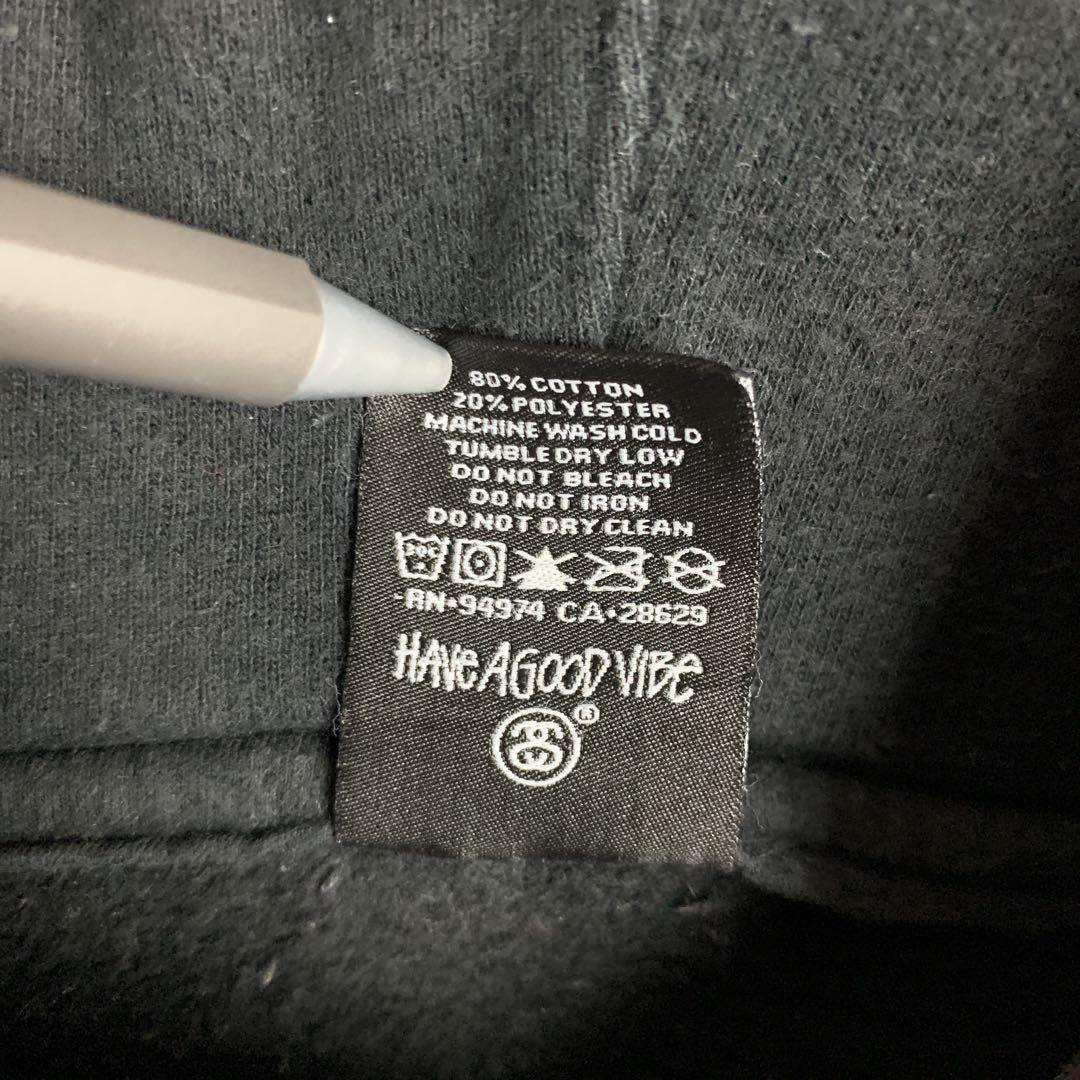 80% COTTON
20% POLYESTER
MACHINE WASH COLD
TUMBLE DRY LOW
DO NOT BLEACH
DO NOT IRON
DO NOT DRY CLEAN
30C
-RN•94974 CA•28629
HAVE A GOOD VIBE
®